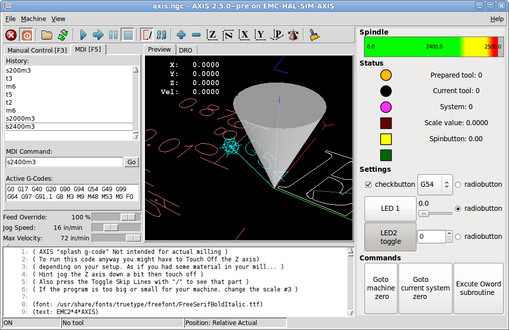 axis.ngc - AXIS 2.5.0~pre on EMC-HAL-SIM-AXIS
File Machine View Help
Manual Control [F3] MDI [F5]
History:
s200m3
t3
m6
t5
t2
m6
s2000m3
s2400m3
MDI Command:
s2400m3 Go
Active G-Codes:
G0 G17 G40 G20 G90 G94 G54 G49 G99
G64 G97 G91.1 G8 M3 M9 M48 M53 M0 F0
Feed Override: 100 %
Jog Speed: 16 in/min
Max Velocity: 72 in/min
Preview DRO
X: 0.0000
Y: 0.0000
Z: 0.0000
Vel: 0.0000
Spindle
0.0 2400.0
Status
Prepared tool: 0
Current tool: 0
System: 0
Scale value: 0.0000
Spinbutton: 0.00
Settings
checkbutton G54 radiobutton
LED 1 0.0 radiobutton
LED2
toggle 0 radiobutton
Commands
Goto
machine
zero
Goto
current system
zero
Excute Oword
subroutine
1: ( AXIS "splash g-code" Not intended for actual milling )
2: ( To run this code anyway you might have to Touch Off the Z axis)
3: ( depending on your setup. As if you had some material in your mill... )
4: ( Hint jog the Z axis down a bit then touch off )
5: ( Also press the Toggle Skip Lines with "/" to see that part )
6: ( If the program is too big or small for your machine, change the scale #3 )
7:
8: (font: /usr/share/fonts/truetype/freefont/FreeSerifBoldItalic.ttf)
9: (text: EMC2*4*AXIS)
ON No tool Position: Relative Actual